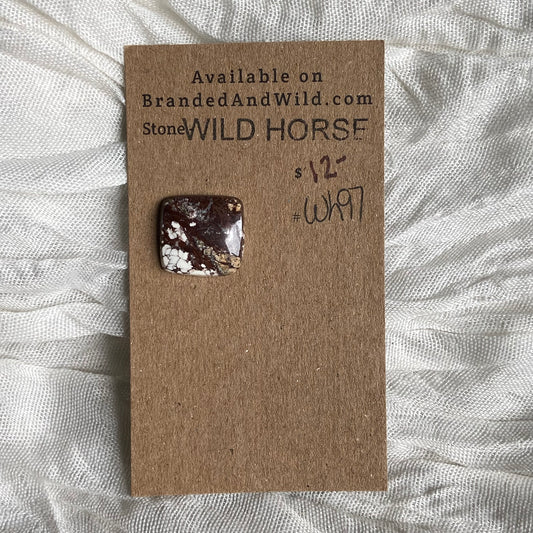 Available on
BrandedAndWild.com
Stone: WILD HORSE
$12-
#Wh97